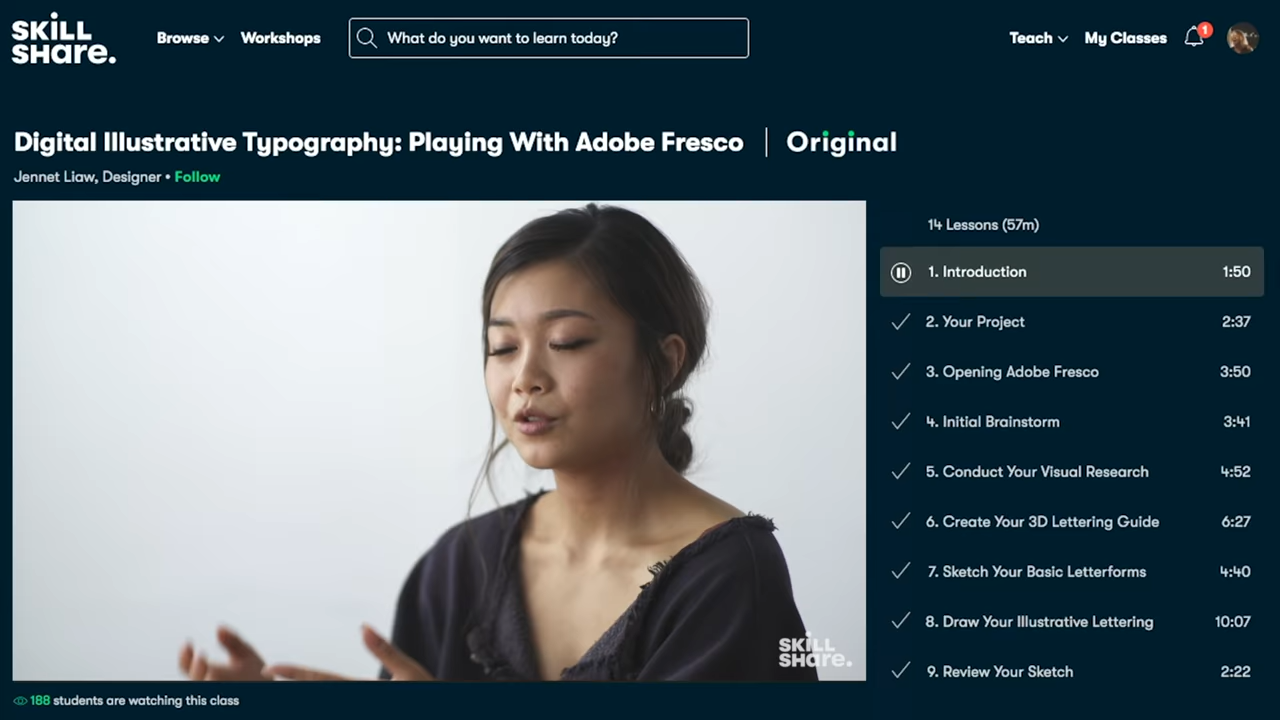 SKILL
SHare.
Browse
Workshops
What do you want to learn today?
Teach
My Classes
1
Digital Illustrative Typography: Playing With Adobe Fresco | Original
Jennet Liaw, Designer • Follow
14 Lessons (57m)
1. Introduction 1:50
2. Your Project 2:37
3. Opening Adobe Fresco 3:50
4. Initial Brainstorm 3:41
5. Conduct Your Visual Research 4:52
6. Create Your 3D Lettering Guide 6:27
7. Sketch Your Basic Letterforms 4:40
8. Draw Your Illustrative Lettering 10:07
9. Review Your Sketch 2:22
SKILL
SHare.
188 students are watching this class